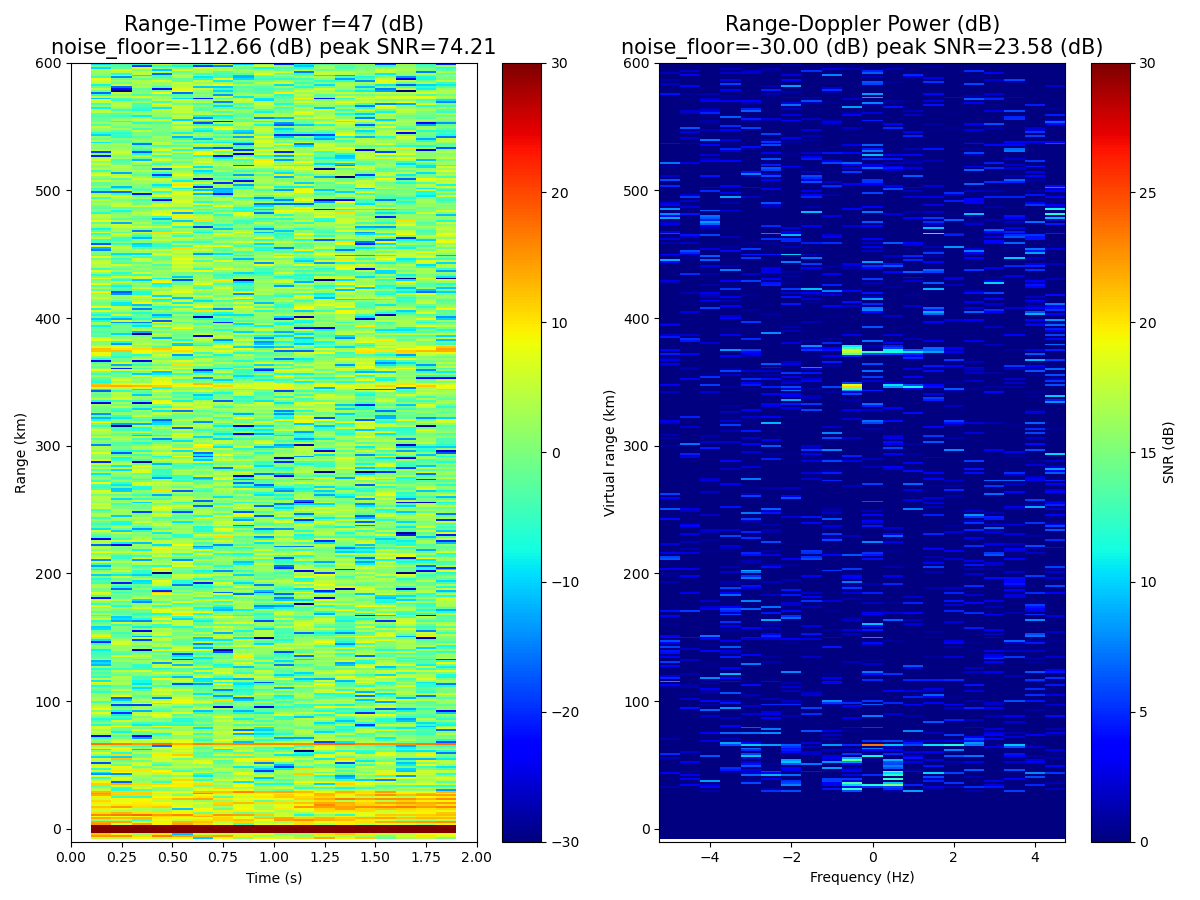 Range-Time Power f=47 (dB)
noise_floor=-112.66 (dB) peak SNR=74.21
Range-Doppler Power (dB)
noise_floor=-30.00 (dB) peak SNR=23.58 (dB)
600
500
400
300
200
100
0
Range (km)
0.00 0.25 0.50 0.75 1.00 1.25 1.50 1.75 2.00
Time (s)
30
20
10
0
−10
−20
−30
600
500
400
300
200
100
0
Virtual range (km)
−4 −2 0 2 4
Frequency (Hz)
30
25
20
15
10
5
0
SNR (dB)